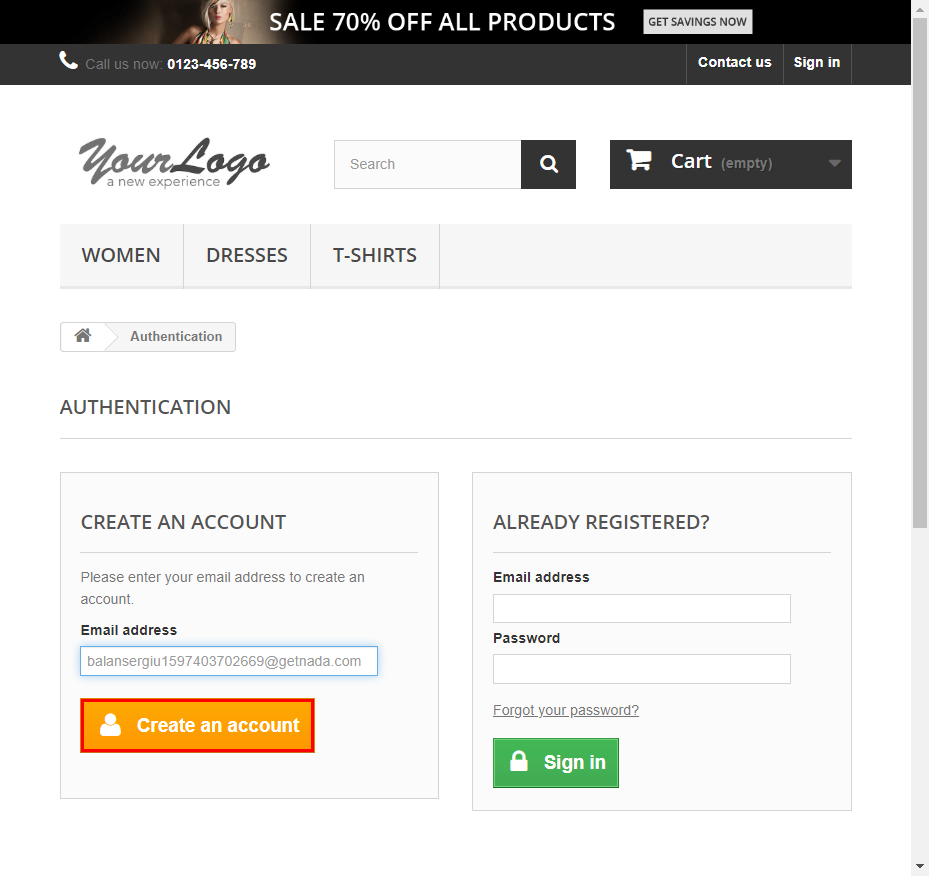 SALE 70% OFF ALL PRODUCTS GET SAVINGS NOW
Call us now: 0123-456-789 Contact us Sign in
YourLogo
a new experience
Search
Cart (empty)
WOMEN DRESSES T-SHIRTS
Authentication
AUTHENTICATION
CREATE AN ACCOUNT
Please enter your email address to create an
account.
Email address
balansergiu1597403702669@getnada.com
Create an account
ALREADY REGISTERED?
Email address
Password
Forgot your password?
Sign in